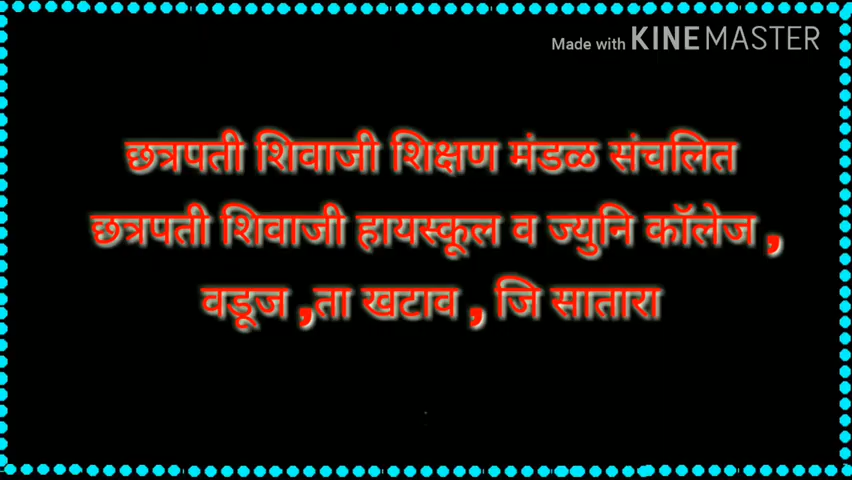 Made with KINEMASTER
छत्रपती शिवाजी शिक्षण मंडळ संचलित
छत्रपती शिवाजी हायस्कूल व ज्युनि कॉलेज ,
वडूज ,ता खटाव , जि सातारा